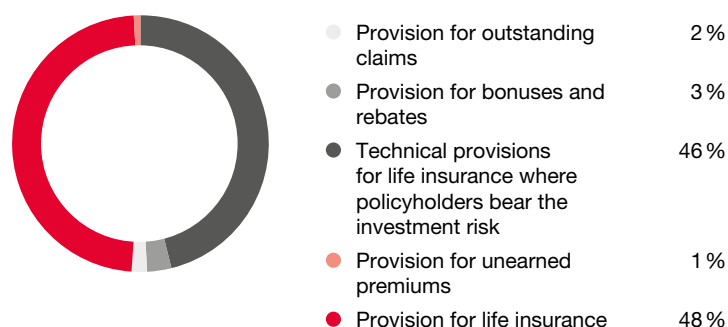 Provision for outstanding 2 %
claims
Provision for bonuses and 3 %
rebates
Technical provisions 46 %
for life insurance where
policyholders bear the
investment risk
Provision for unearned 1 %
premiums
Provision for life insurance 48 %